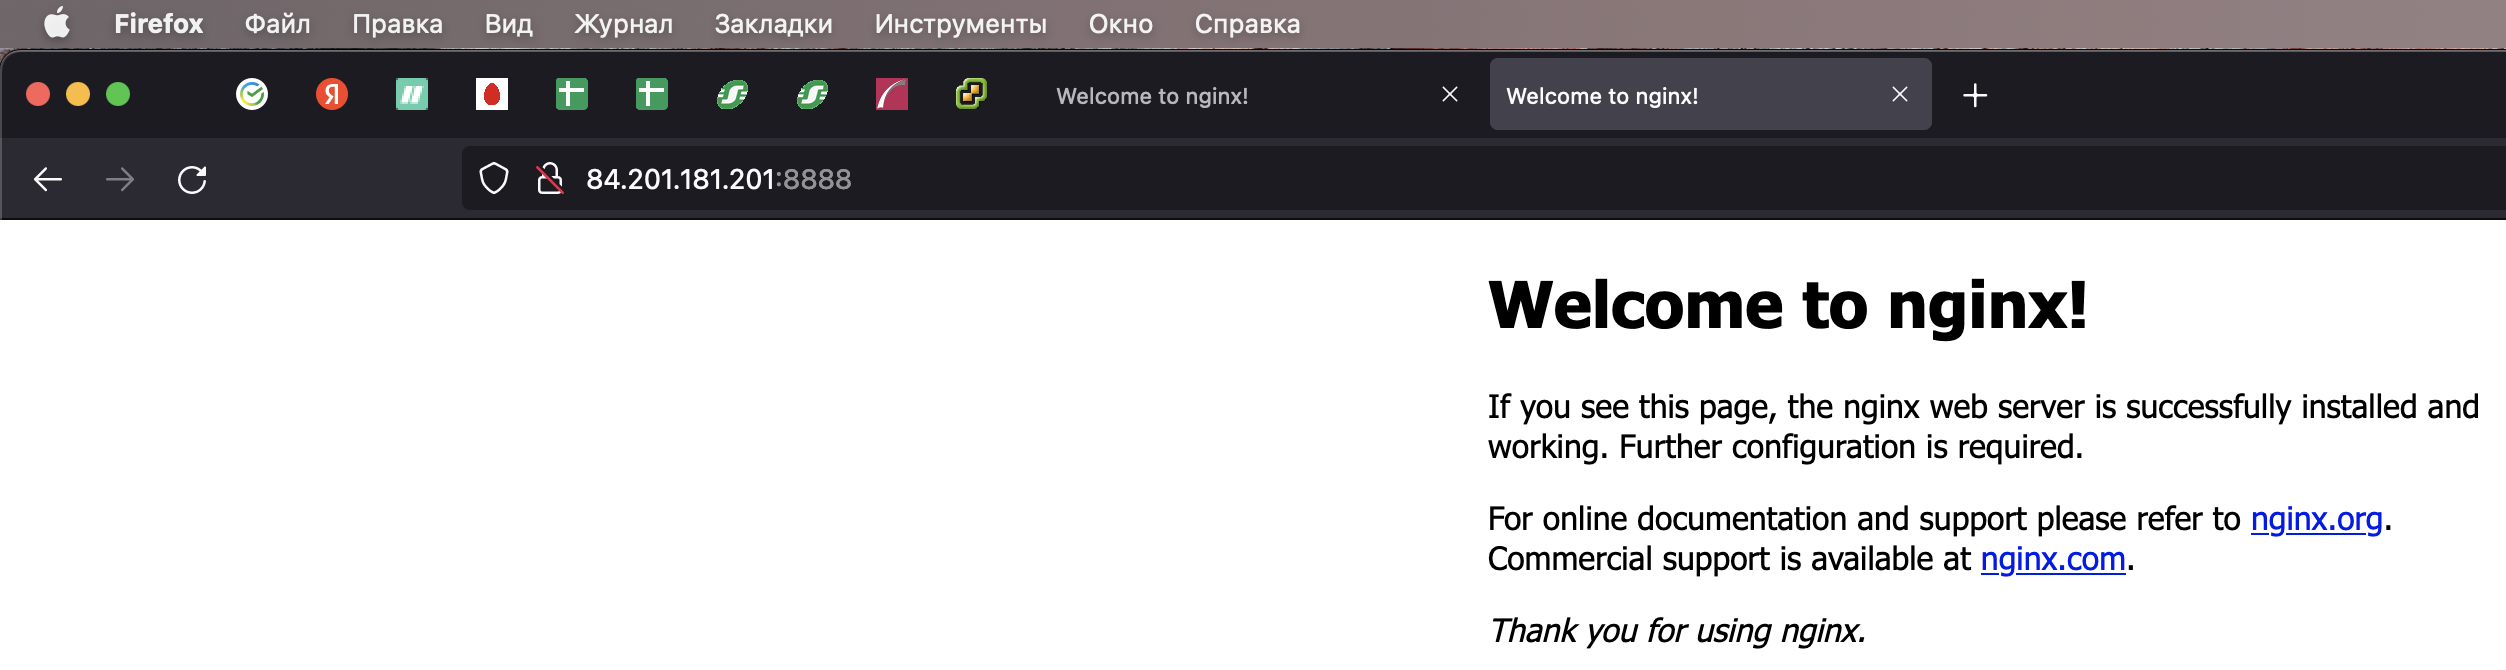 Firefox Файл Правка Вид Журнал Закладки Инструменты Окно Справка
Я Welcome to nginx! Welcome to nginx!
84.201.181.201:8888
Welcome to nginx!
If you see this page, the nginx web server is successfully installed and
working. Further configuration is required.
For online documentation and support please refer to nginx.org.
Commercial support is available at nginx.com.
Thank you for using nginx.